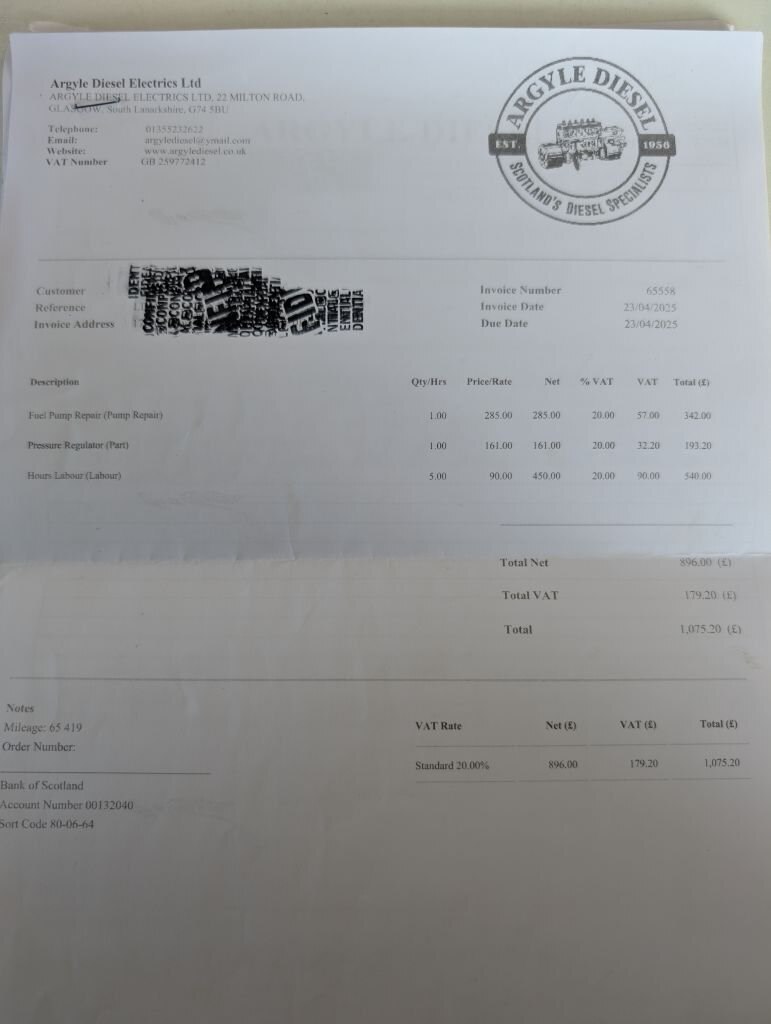 Argyle Diesel Electrics Ltd
ARGYLE DIESEL ELECTRICS LTD, 22 MILTON ROAD,
GLASGOW, South Lanarkshire, G74 5BU
Telephone: 01355232622
Email: argylediesel@ymail.com
Website: www.argylediesel.co.uk
VAT Number GB 259772412
ARGYLE DIESEL
EST. 1956
SCOTLAND'S DIESEL SPECIALISTS
Customer
Reference
Invoice Address
Invoice Number 65558
Invoice Date 23/04/2025
Due Date 23/04/2025
Description Qty/Hrs Price/Rate Net % VAT VAT Total (£)
Fuel Pump Repair (Pump Repair) 1.00 285.00 285.00 20.00 57.00 342.00
Pressure Regulator (Part) 1.00 161.00 161.00 20.00 32.20 193.20
Hours Labour (Labour) 5.00 90.00 450.00 20.00 90.00 540.00
Total Net 896.00 (£)
Total VAT 179.20 (£)
Total 1,075.20 (£)
Notes
Mileage: 65 419
Order Number:
VAT Rate Net (£) VAT (£) Total (£)
Standard 20.00% 896.00 179.20 1,075.20
Bank of Scotland
Account Number 00132040
Sort Code 80-06-64